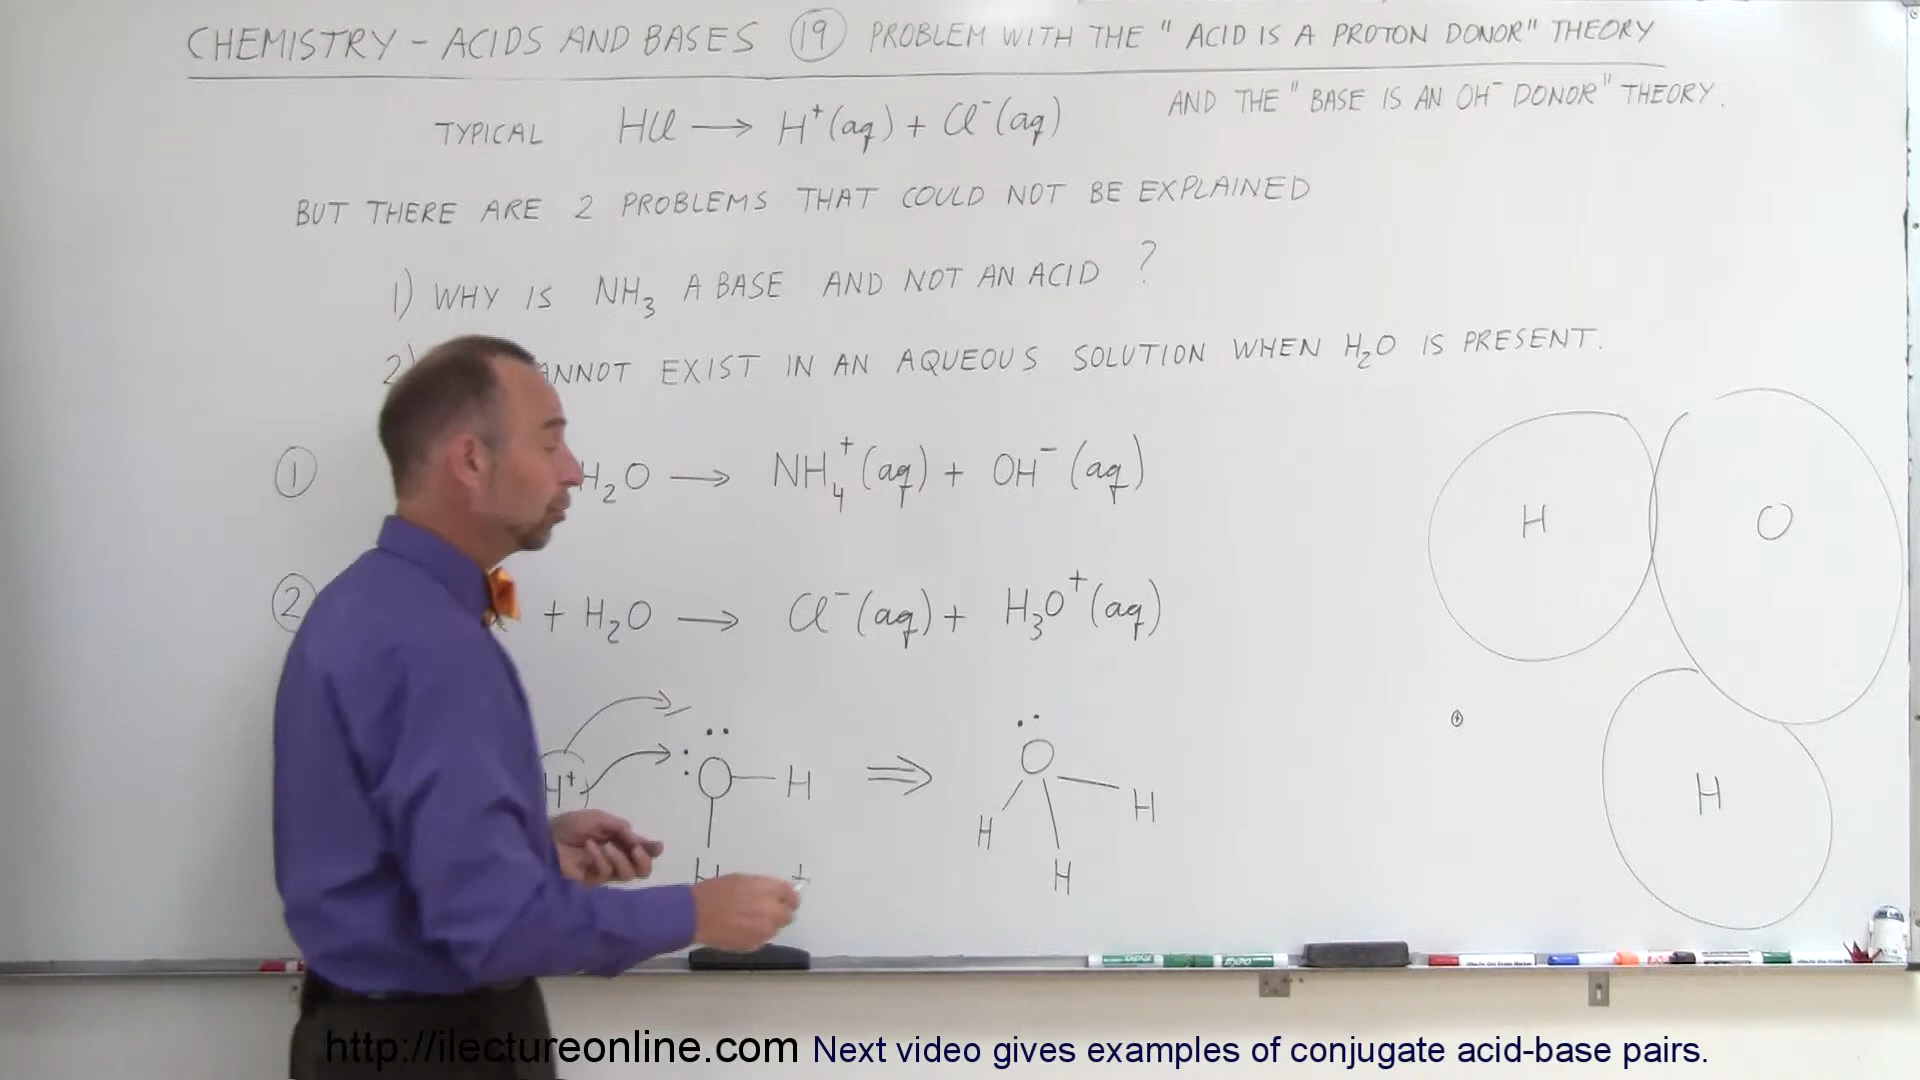 CHEMISTRY - ACIDS AND BASES 19 PROBLEM WITH THE "ACID IS A PROTON DONOR" THEORY
AND THE "BASE IS AN OH⁻ DONOR" THEORY.
TYPICAL HCl → H⁺(aq) + Cl⁻(aq)
BUT THERE ARE 2 PROBLEMS THAT COULD NOT BE EXPLAINED
1) WHY IS NH₃ A BASE AND NOT AN ACID ?
2) EXIST IN AN AQUEOUS SOLUTION WHEN H₂O IS PRESENT.
① H₂O → NH₄⁺(aq) + OH⁻(aq)
② + H₂O → Cl⁻(aq) + H₃O⁺(aq)
H O
H⁺ O H ⇒ O H
H H H
H
+
http://ilectureonline.com Next video gives examples of conjugate acid-base pairs.